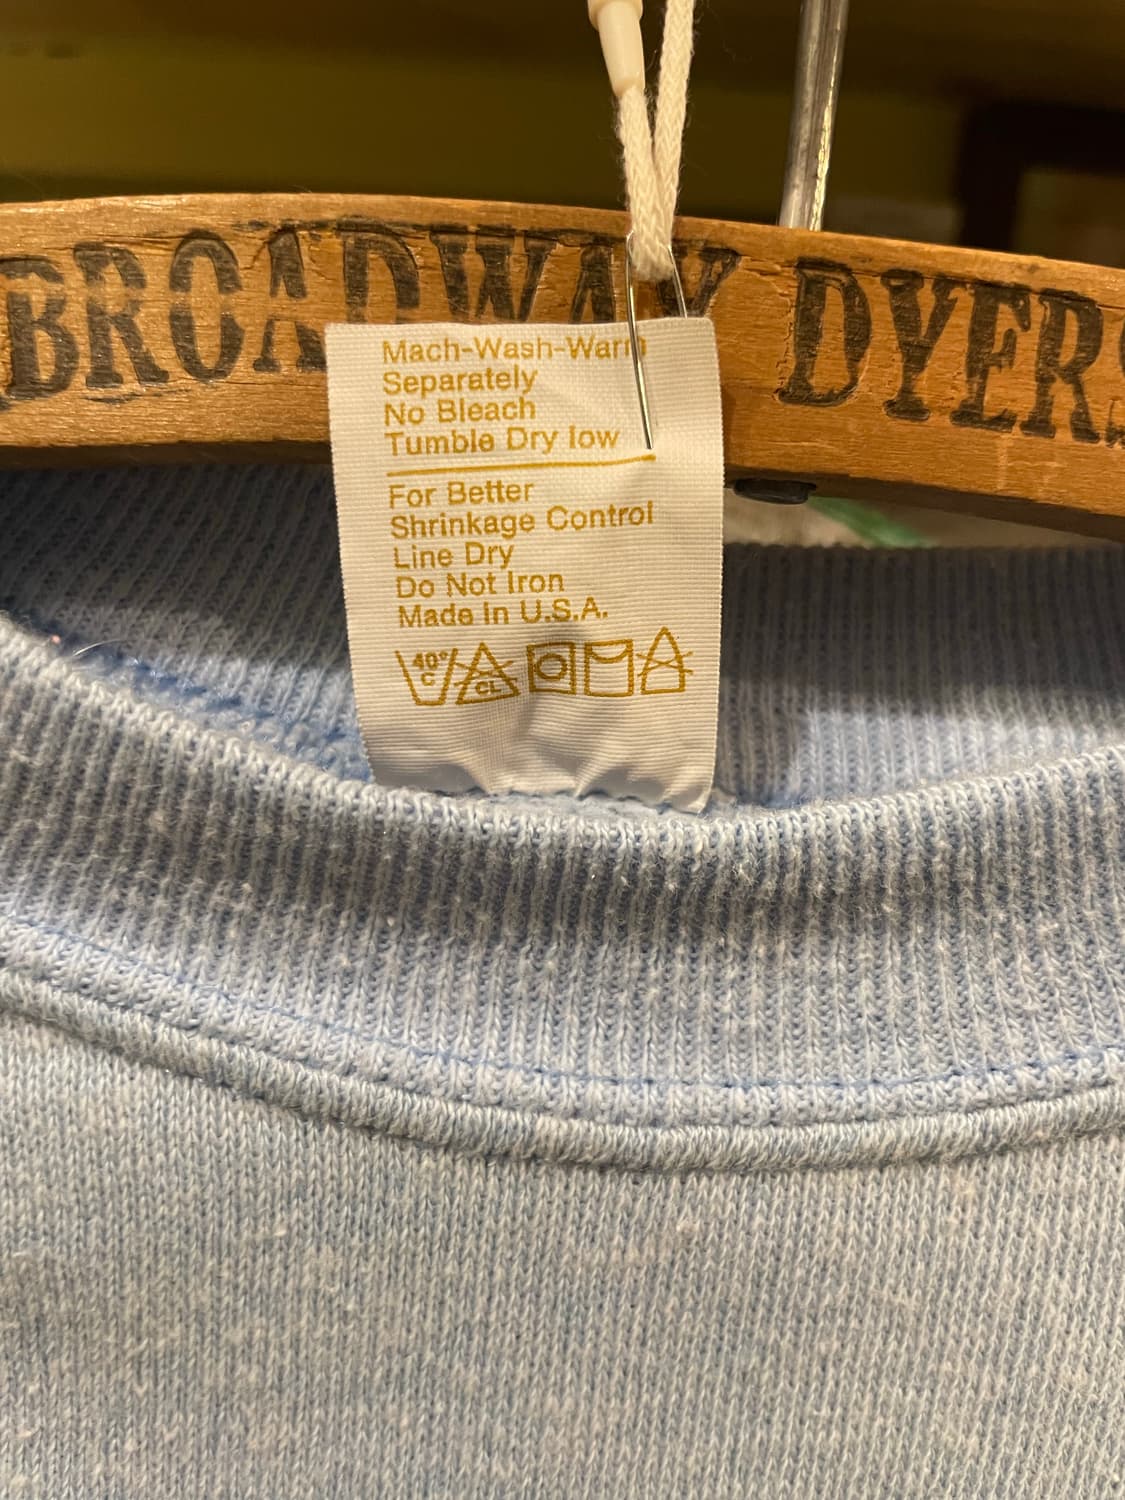 BROADWAY DYERS
Mach-Wash-Warm
Separately
No Bleach
Tumble Dry low
For Better
Shrinkage Control
Line Dry
Do Not Iron
Made In U.S.A.
40°
C
CL